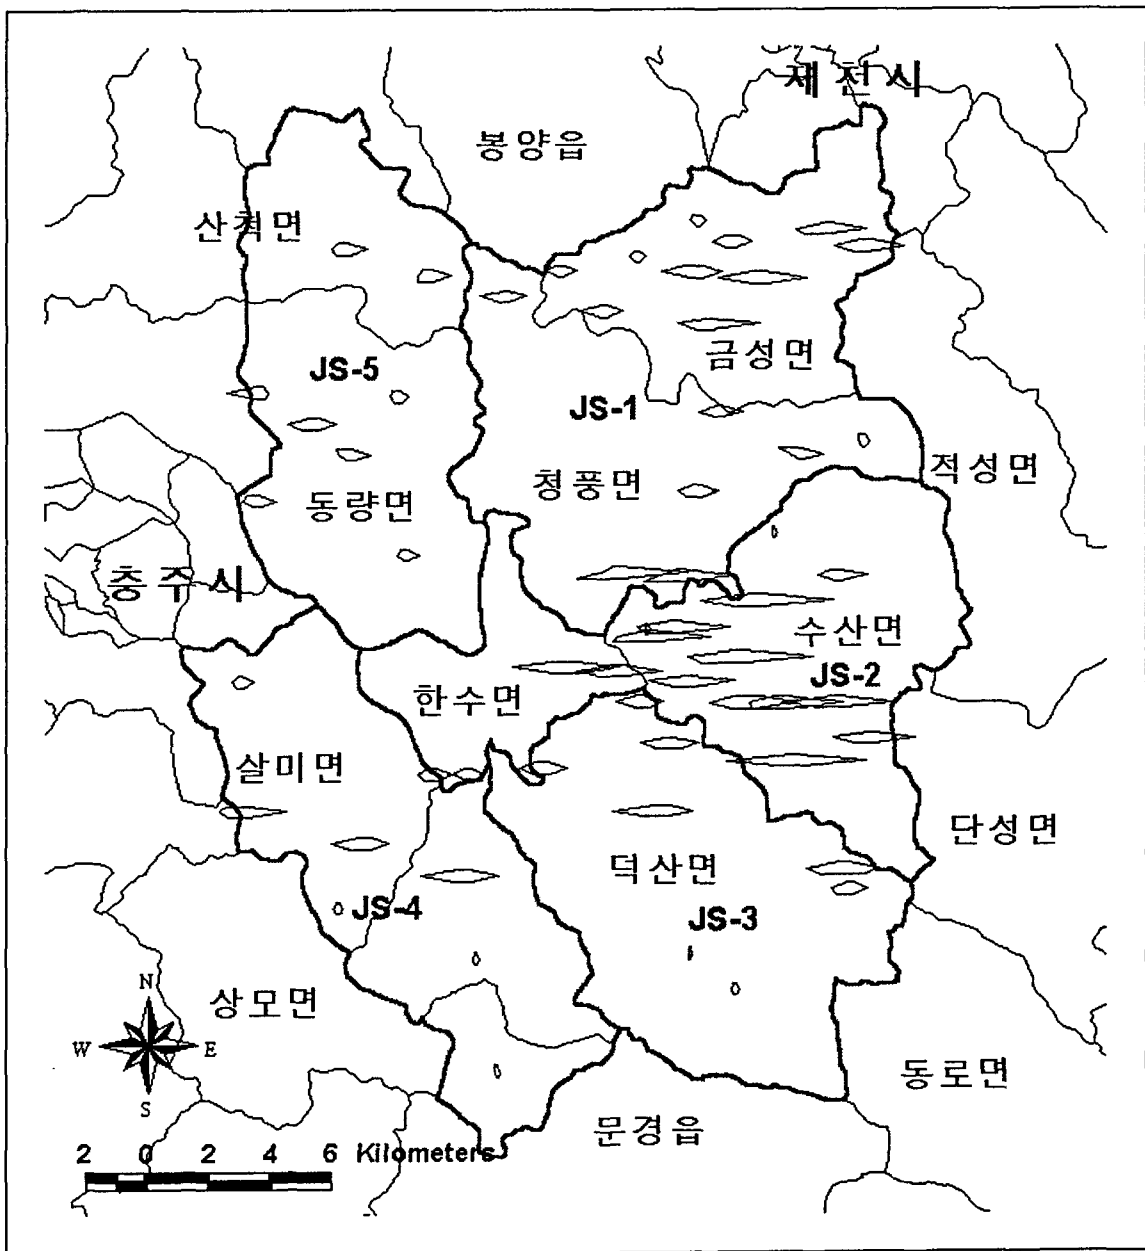 제천시
봉양읍
산척면
금성면
JS-5
JS-1
적성면
청풍면
동량면
충주시
수산면
JS-2
한수면
살미면
단성면
덕산면
JS-4
JS-3
상모면
N
W E
S
동로면
문경읍
2 0 2 4 6 Kilometers